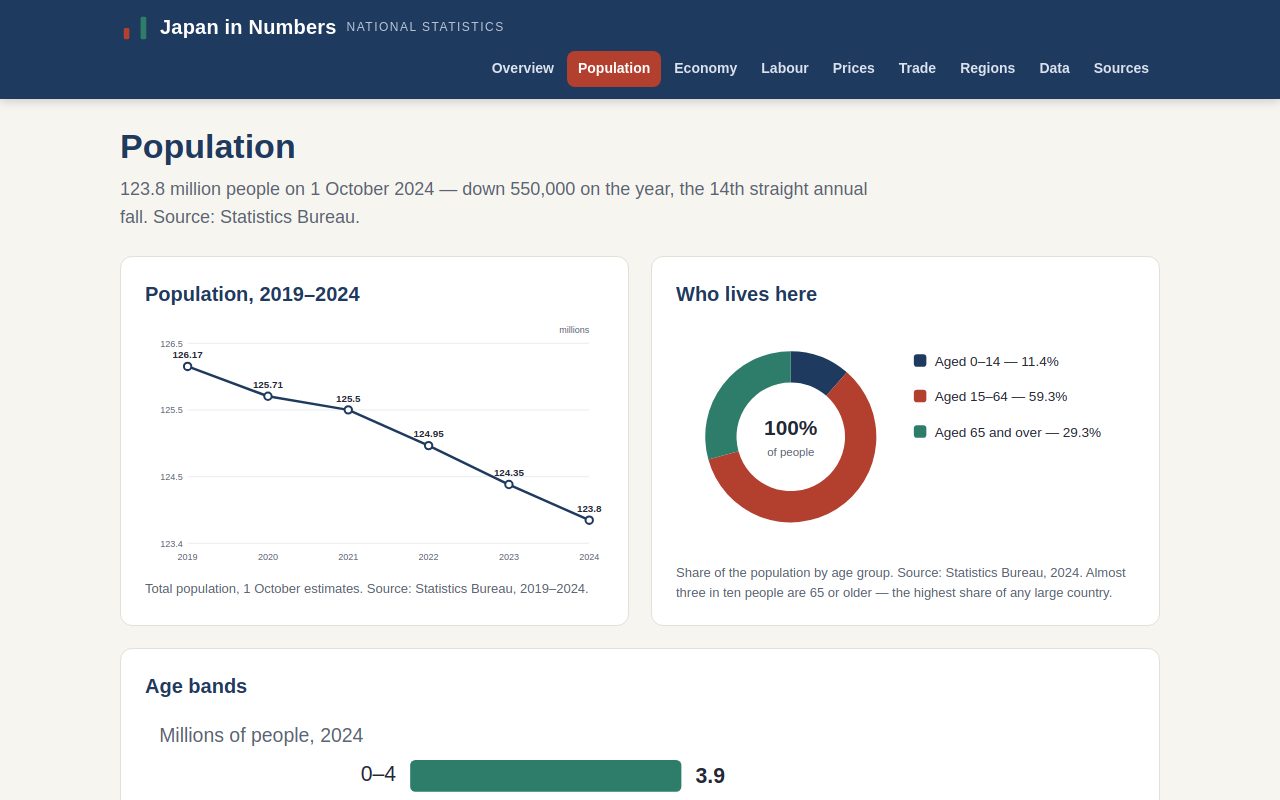 Japan in Numbers NATIONAL STATISTICS
Overview Population Economy Labour Prices Trade Regions Data Sources
Population
123.8 million people on 1 October 2024 — down 550,000 on the year, the 14th straight annual
fall. Source: Statistics Bureau.
Population, 2019–2024
millions
126.5
126.17
125.71
125.5
125.5
124.95
124.5
124.35
123.8
123.4
2019 2020 2021 2022 2023 2024
Total population, 1 October estimates. Source: Statistics Bureau, 2019–2024.
Who lives here
100%
of people
Aged 0–14 — 11.4%
Aged 15–64 — 59.3%
Aged 65 and over — 29.3%
Share of the population by age group. Source: Statistics Bureau, 2024. Almost
three in ten people are 65 or older — the highest share of any large country.
Age bands
Millions of people, 2024
0–4 3.9